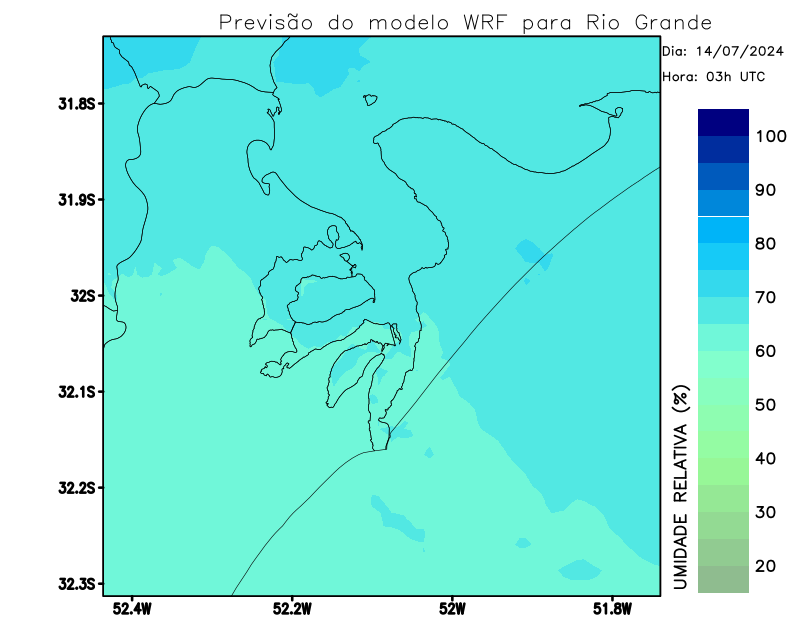 Previsão do modelo WRF para Rio Grande
Dia: 14/07/2024
Hora: 03h UTC
31.8S
31.9S
32S
32.1S
32.2S
32.3S
52.4W
52.2W
52W
51.8W
100
90
80
70
60
50
40
30
20
UMIDADE RELATIVA (%)